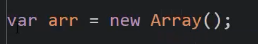 var arr = new Array();